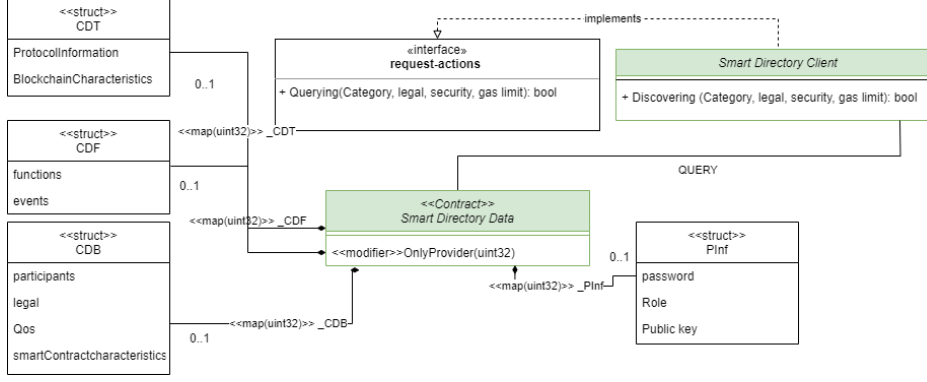 <<struct>>
CDT
ProtocolInformation
BlockchainCharacteristics
0..1
<<map(uint32)>> _CDT
implements
«interface»
request-actions
+ Querying(Category, legal, security, gas limit): bool
Smart Directory Client
+ Discovering (Category, legal, security, gas limit): bool
QUERY
<<struct>>
CDF
functions
events
0..1
<<map(uint32)>> _CDF
<<Contract>>
Smart Directory Data
<<modifier>>OnlyProvider(uint32)
<<struct>>
CDB
participants
legal
Qos
smartContractcharacteristics
0..1
<<map(uint32)>> _CDB
<<map(uint32)>> _PInf
0..1
<<struct>>
PInf
password
Role
Public key